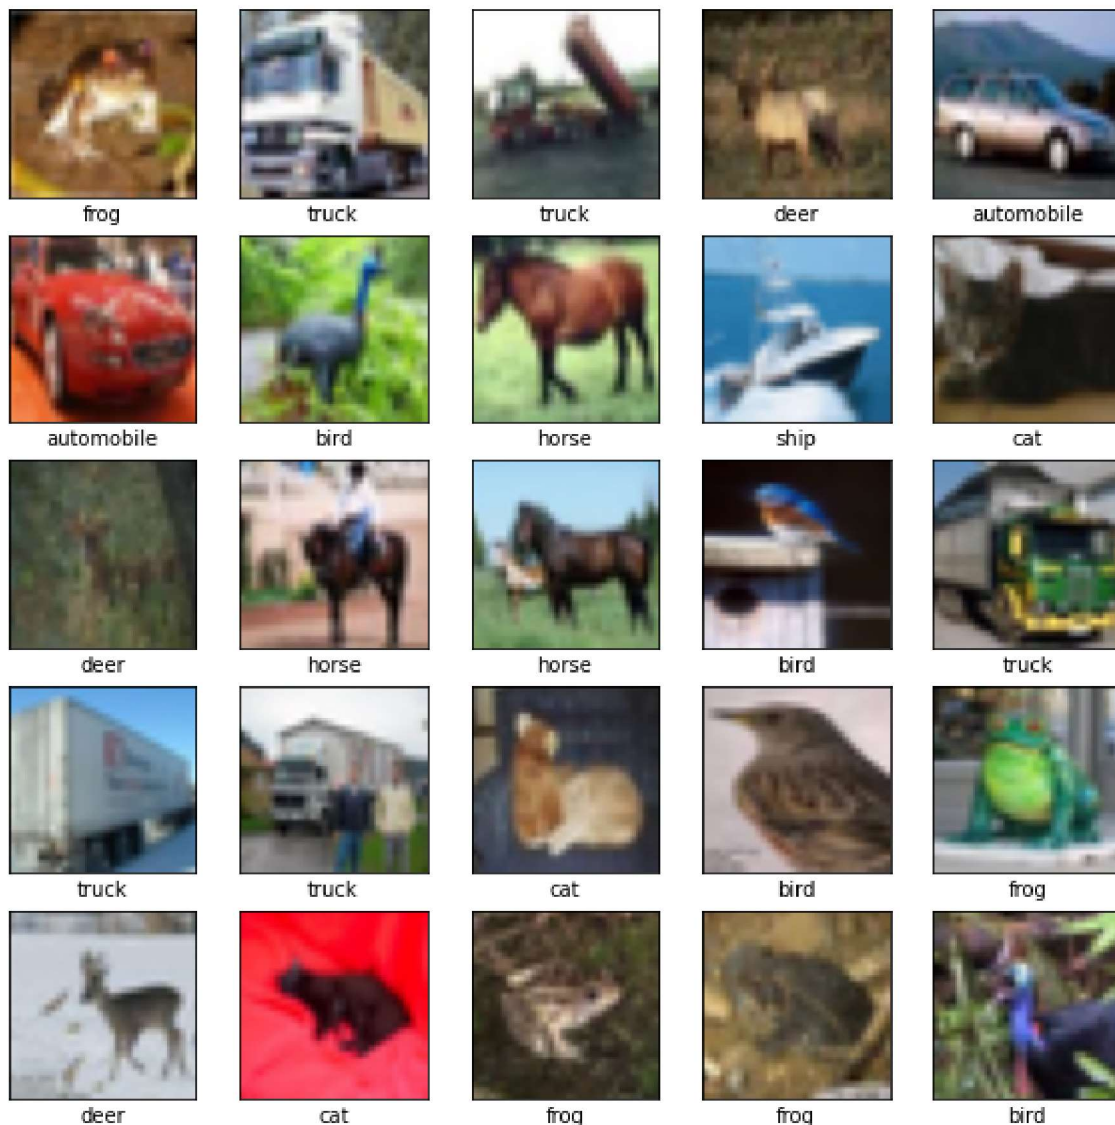 frog truck truck deer automobile
automobile bird horse ship cat
deer horse horse bird truck
truck truck cat bird frog
deer cat frog frog bird